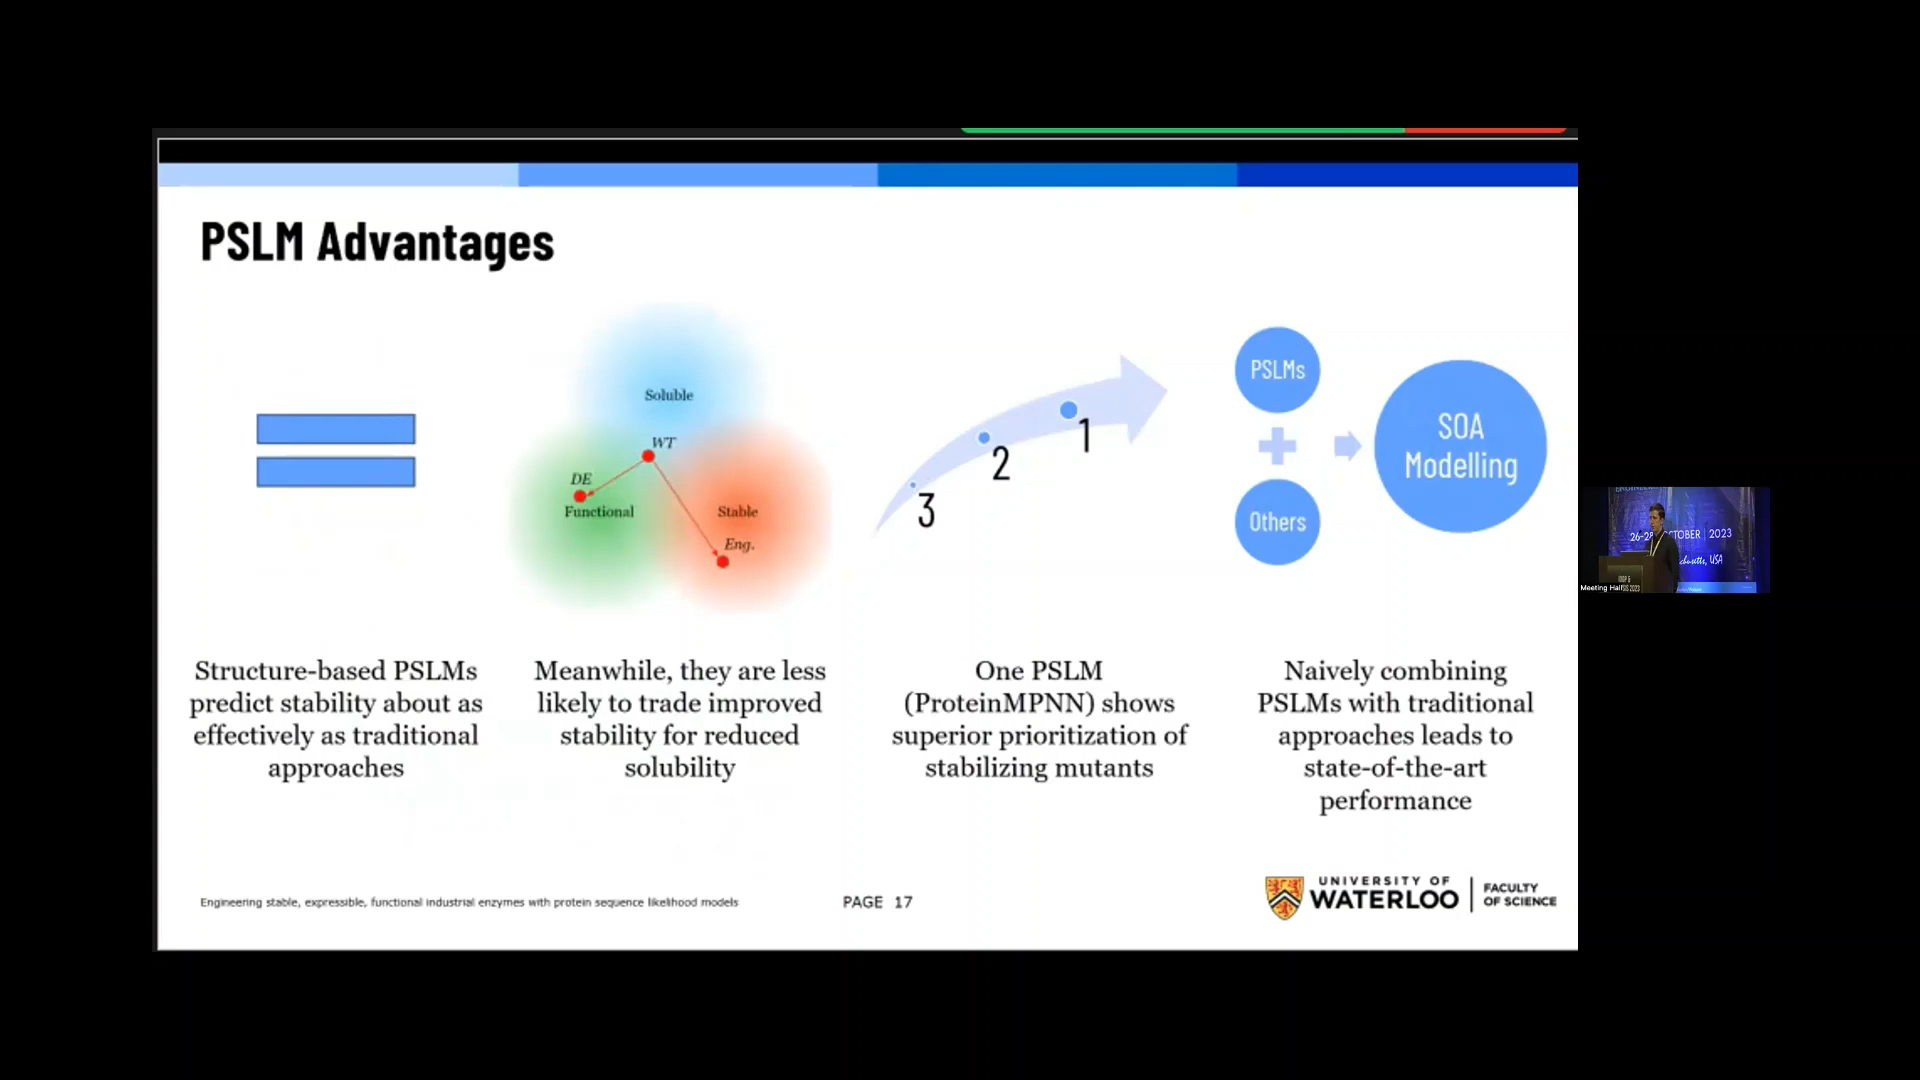 PSLM Advantages
Soluble
WT
DE
Functional
Stable
Eng.
3
2
1
PSLMs
Others
SOA
Modelling
Structure-based PSLMs
predict stability about as
effectively as traditional
approaches
Meanwhile, they are less
likely to trade improved
stability for reduced
solubility
One PSLM
(ProteinMPNN) shows
superior prioritization of
stabilizing mutants
Naively combining
PSLMs with traditional
approaches leads to
state-of-the-art
performance
Engineering stable, expressible, functional industrial enzymes with protein sequence likelihood models
PAGE 17
UNIVERSITY OF
WATERLOO
FACULTY
OF SCIENCE
OCTOBER | 2023
USA
Meeting Hall